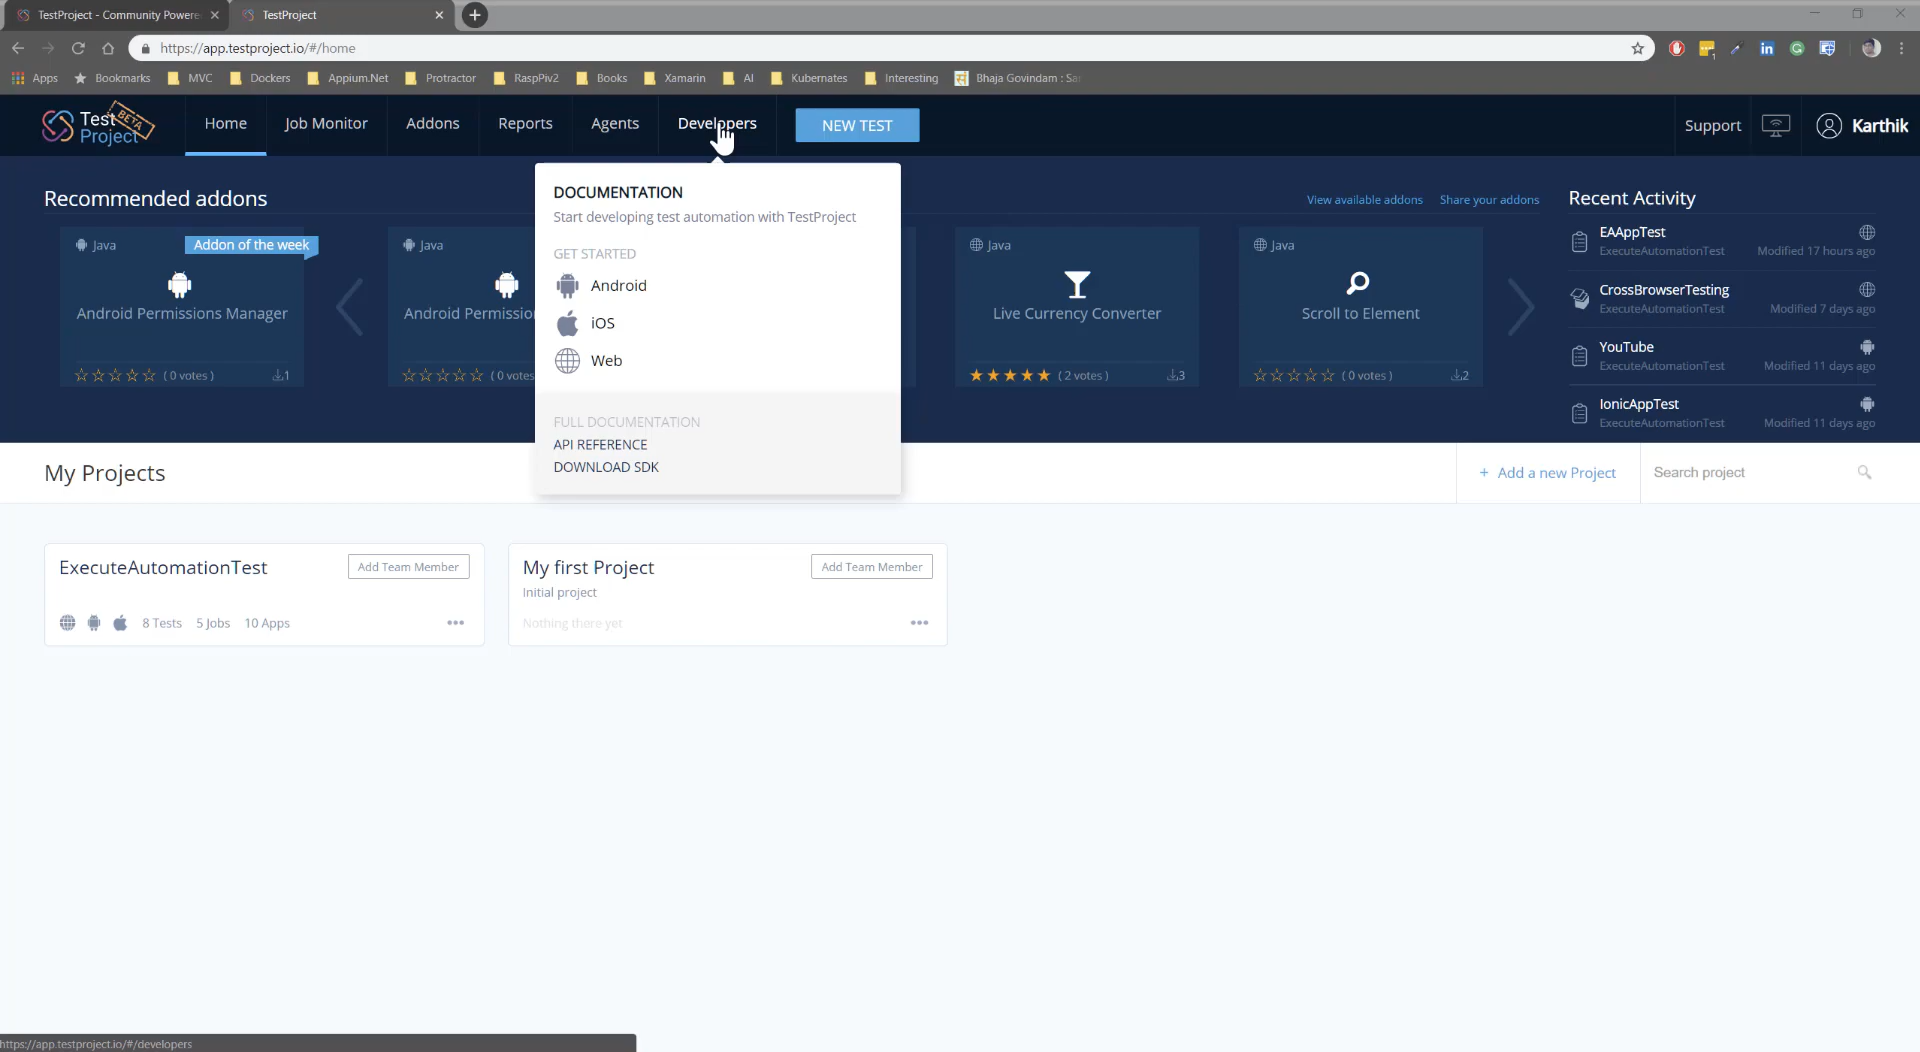 TestProject - Community Powere
TestProject
https://app.testproject.io/#/home
Apps
Bookmarks
MVC
Dockers
Appium.Net
Protractor
RaspPiv2
Books
Xamarin
AI
Kubernates
Interesting
Bhaja Govindam : Sa
Test
Project
BETA
Home
Job Monitor
Addons
Reports
Agents
Developers
NEW TEST
Support
Karthik
DOCUMENTATION
Start developing test automation with TestProject
GET STARTED
Android
iOS
Web
FULL DOCUMENTATION
API REFERENCE
DOWNLOAD SDK
Recommended addons
View available addons
Share your addons
Java
Addon of the week
Android Permissions Manager
( 0 votes )
1
Java
Android Permissio
( 0 votes
Java
Live Currency Converter
( 2 votes )
3
Java
Scroll to Element
( 0 votes )
2
Recent Activity
EAAppTest
ExecuteAutomationTest
Modified 17 hours ago
CrossBrowserTesting
ExecuteAutomationTest
Modified 7 days ago
YouTube
ExecuteAutomationTest
Modified 11 days ago
IonicAppTest
ExecuteAutomationTest
Modified 11 days ago
My Projects
+ Add a new Project
Search project
ExecuteAutomationTest
Add Team Member
8 Tests
5 Jobs
10 Apps
My first Project
Add Team Member
Initial project
Nothing there yet
https://app.testproject.io/#/developers